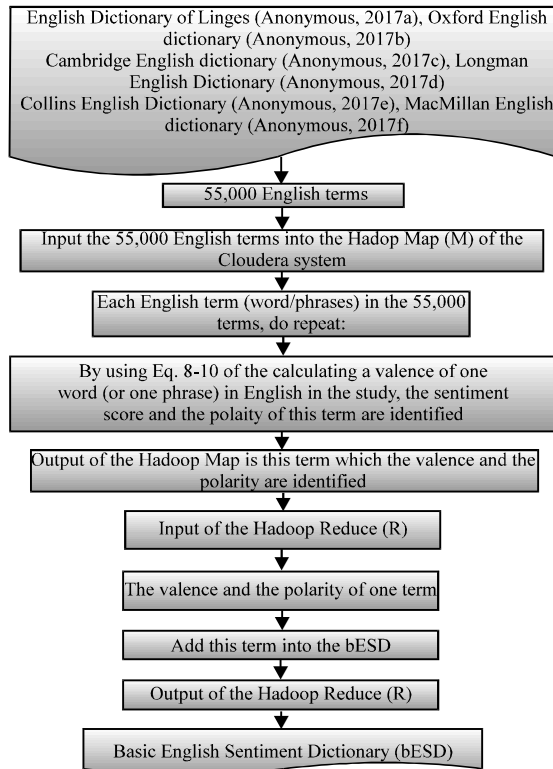 English Dictionary of Linges (Anonymous, 2017a), Oxford English
dictionary (Anonymous, 2017b)
Cambridge English dictionary (Anonymous, 2017c), Longman
English Dictionary (Anonymous, 2017d)
Collins English Dictionary (Anonymous, 2017e), MacMillan English
dictionary (Anonymous, 2017f)
55,000 English terms
Input the 55,000 English terms into the Hadop Map (M) of the
Cloudera system
Each English term (word/phrases) in the 55,000
terms, do repeat:
By using Eq. 8-10 of the calculating a valence of one
word (or one phrase) in English in the study, the sentiment
score and the polaity of this term are identified
Output of the Hadoop Map is this term which the valence and the
polarity are identified
Input of the Hadoop Reduce (R)
The valence and the polarity of one term
Add this term into the bESD
Output of the Hadoop Reduce (R)
Basic English Sentiment Dictionary (bESD)